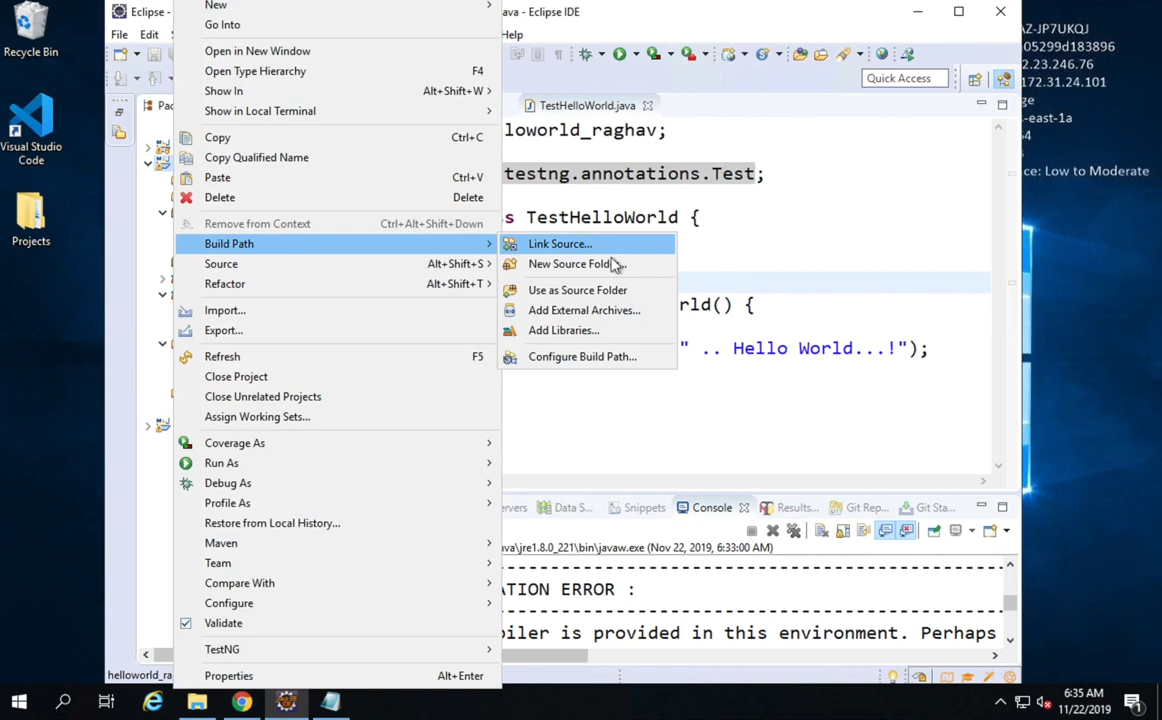 Recycle Bin
Visual Studio
Code
Projects
Eclipse -
ava - Eclipse IDE
File Edit
Help
Quick Access
AZ-JP7UKQJ
05299d183896
2.23.246.76
172.31.24.101
ge
s-east-1a
ce: Low to Moderate
Pac
TestHelloWorld.java
loworld_raghav;
testng.annotations.Test;
s TestHelloWorld {
rld() {
" .. Hello World...!");
New
Go Into
Open in New Window
Open Type Hierarchy F4
Show In Alt+Shift+W
Show in Local Terminal
Copy Ctrl+C
Copy Qualified Name
Paste Ctrl+V
Delete Delete
Remove from Context Ctrl+Alt+Shift+Down
Build Path
Source Alt+Shift+S
Refactor Alt+Shift+T
Import...
Export...
Refresh F5
Close Project
Close Unrelated Projects
Assign Working Sets...
Coverage As
Run As
Debug As
Profile As
Restore from Local History...
Maven
Team
Compare With
Configure
Validate
TestNG
Properties Alt+Enter
Link Source...
New Source Fold...
Use as Source Folder
Add External Archives...
Add Libraries...
Configure Build Path...
ervers Data S... Snippets Console Results... Git Rep... Git Sta...
va\jre1.8.0_221\bin\javaw.exe (Nov 22, 2019, 6:33:00 AM)
ATION ERROR :
piler is provided in this environment. Perhaps
helloworld_ra
6:35 AM
11/22/2019
1